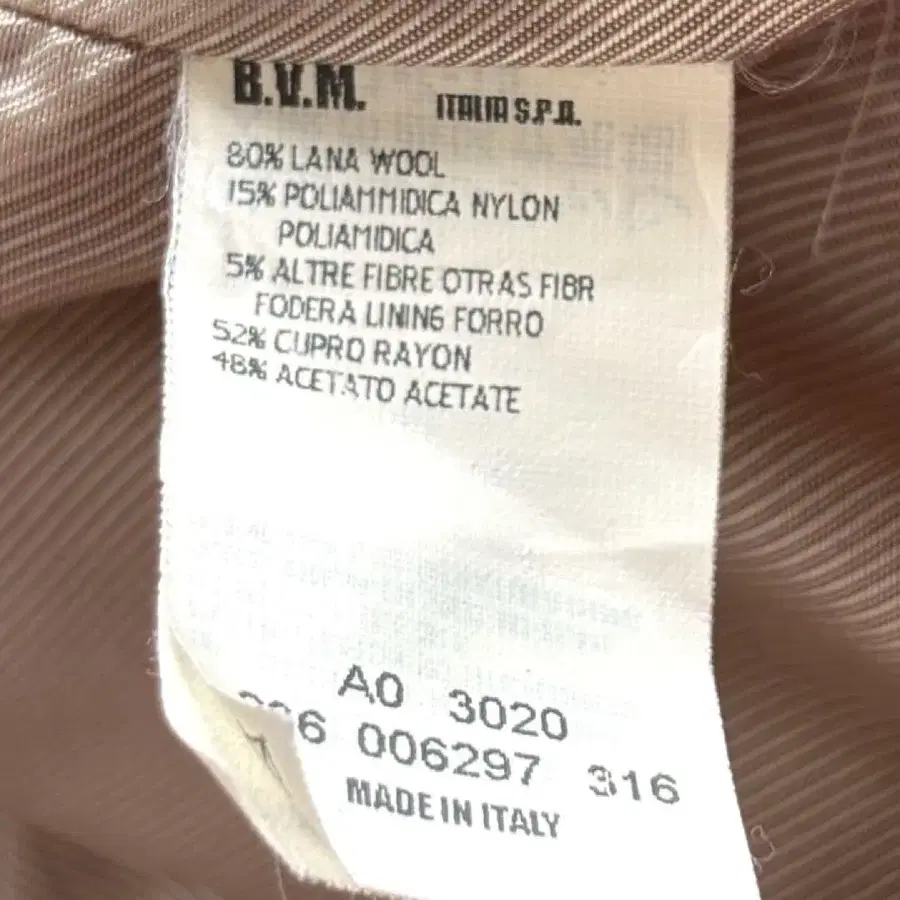 B.V.M. ITALIA S.P.A.
80% LANA WOOL
15% POLIAMMIDICA NYLON
POLIAMIDICA
5% ALTRE FIBRE OTRAS FIBR
FODERA LINING FORRO
52% CUPRO RAYON
48% ACETATO ACETATE
A0 3020
6 006297 316
MADE IN ITALY